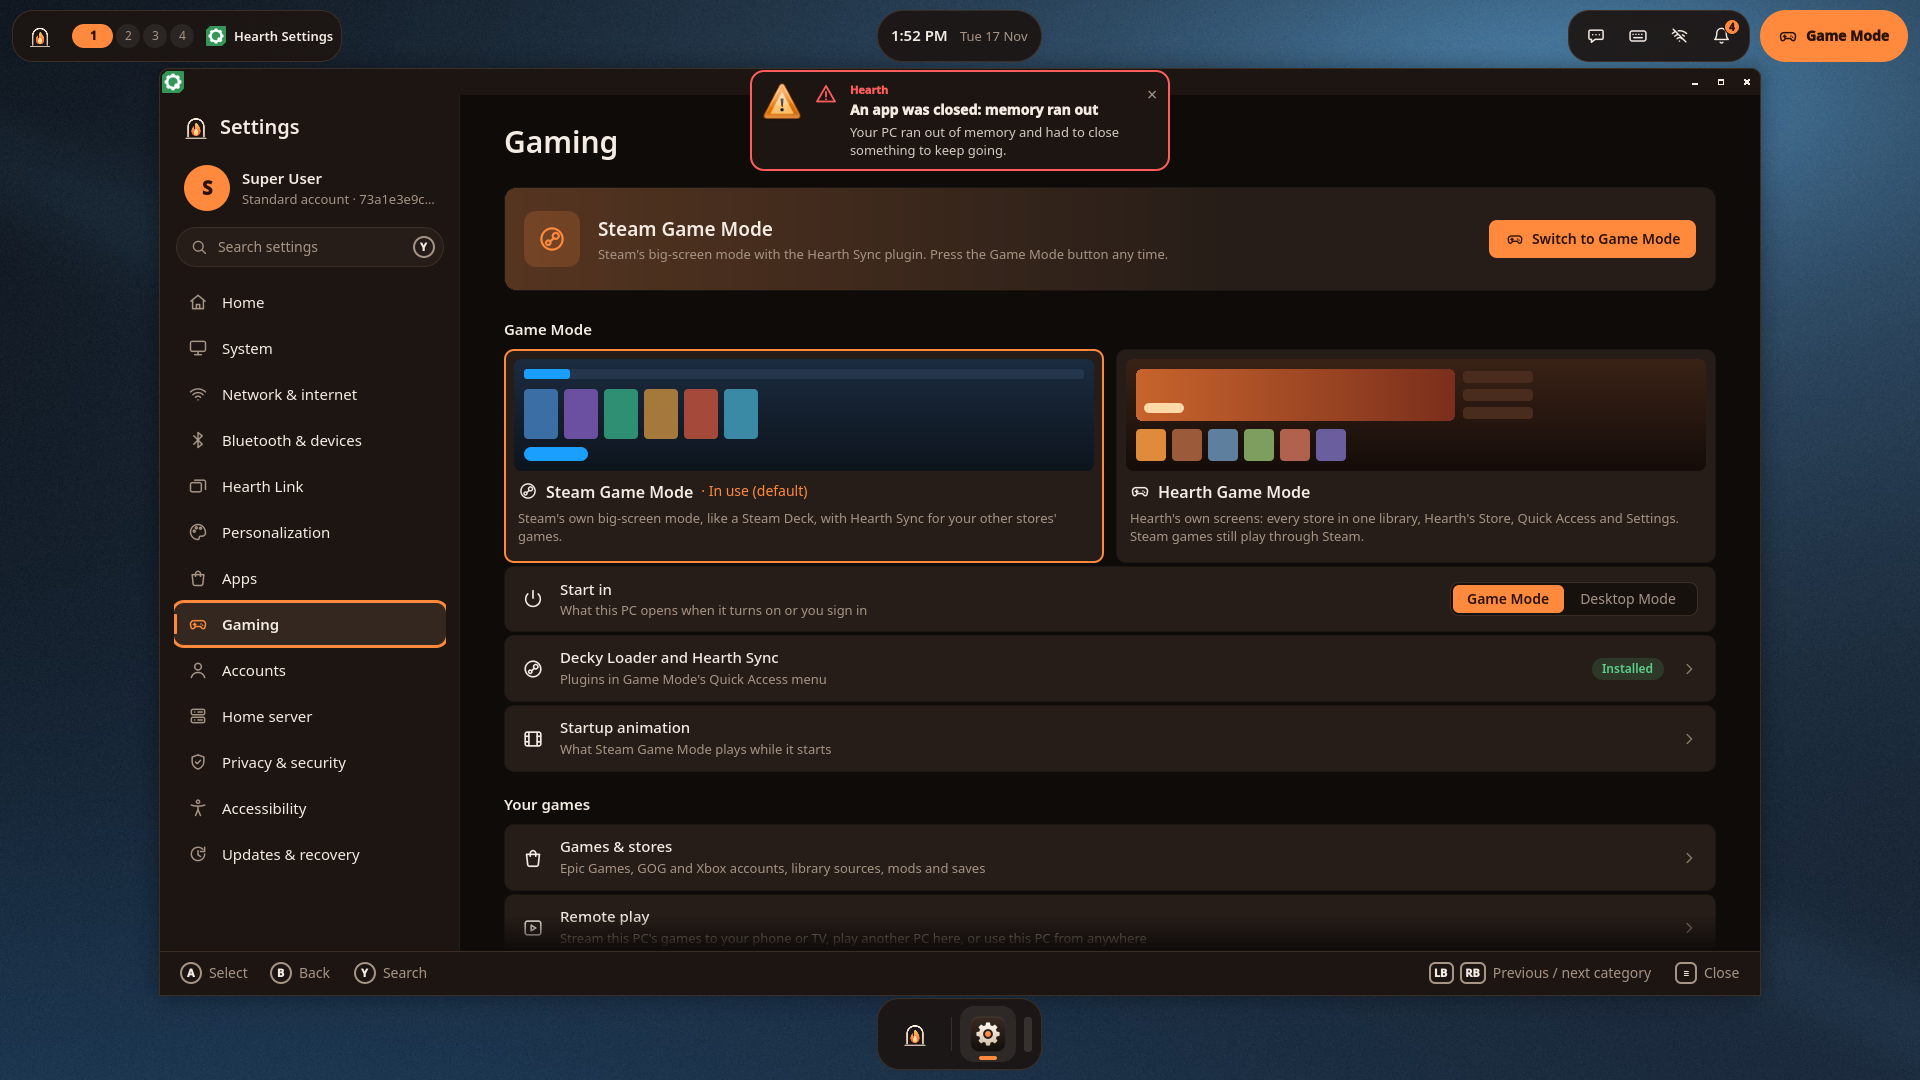 1 2 3 4 Hearth Settings
1:52 PM Tue 17 Nov
4
Game Mode
Hearth
An app was closed: memory ran out
Your PC ran out of memory and had to close
something to keep going.
Settings
S
Super User
Standard account · 73a1e3e9c...
Search settings Y
Home
System
Network & internet
Bluetooth & devices
Hearth Link
Personalization
Apps
Gaming
Accounts
Home server
Privacy & security
Accessibility
Updates & recovery
Gaming
Steam Game Mode
Steam's big-screen mode with the Hearth Sync plugin. Press the Game Mode button any time.
Switch to Game Mode
Game Mode
Steam Game Mode · In use (default)
Steam's own big-screen mode, like a Steam Deck, with Hearth Sync for your other stores'
games.
Hearth Game Mode
Hearth's own screens: every store in one library, Hearth's Store, Quick Access and Settings.
Steam games still play through Steam.
Start in
What this PC opens when it turns on or you sign in
Game Mode Desktop Mode
Decky Loader and Hearth Sync
Plugins in Game Mode's Quick Access menu
Installed
Startup animation
What Steam Game Mode plays while it starts
Your games
Games & stores
Epic Games, GOG and Xbox accounts, library sources, mods and saves
Remote play
Stream this PC's games to your phone or TV, play another PC here, or use this PC from anywhere
A Select B Back Y Search
LB RB Previous / next category Close